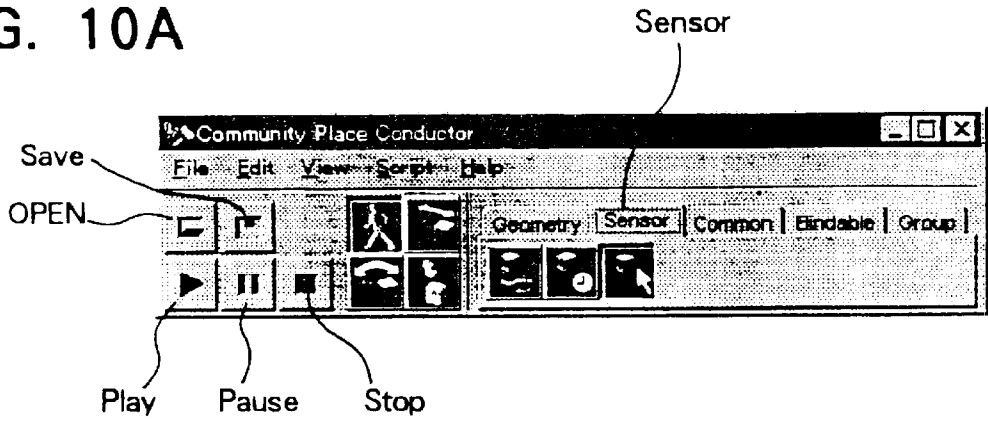 G. 10A
Sensor
Community Place Conductor
Save
File Edit View Script Help
OPEN
Geometry Sensor Common Bindable Group
Play Pause Stop